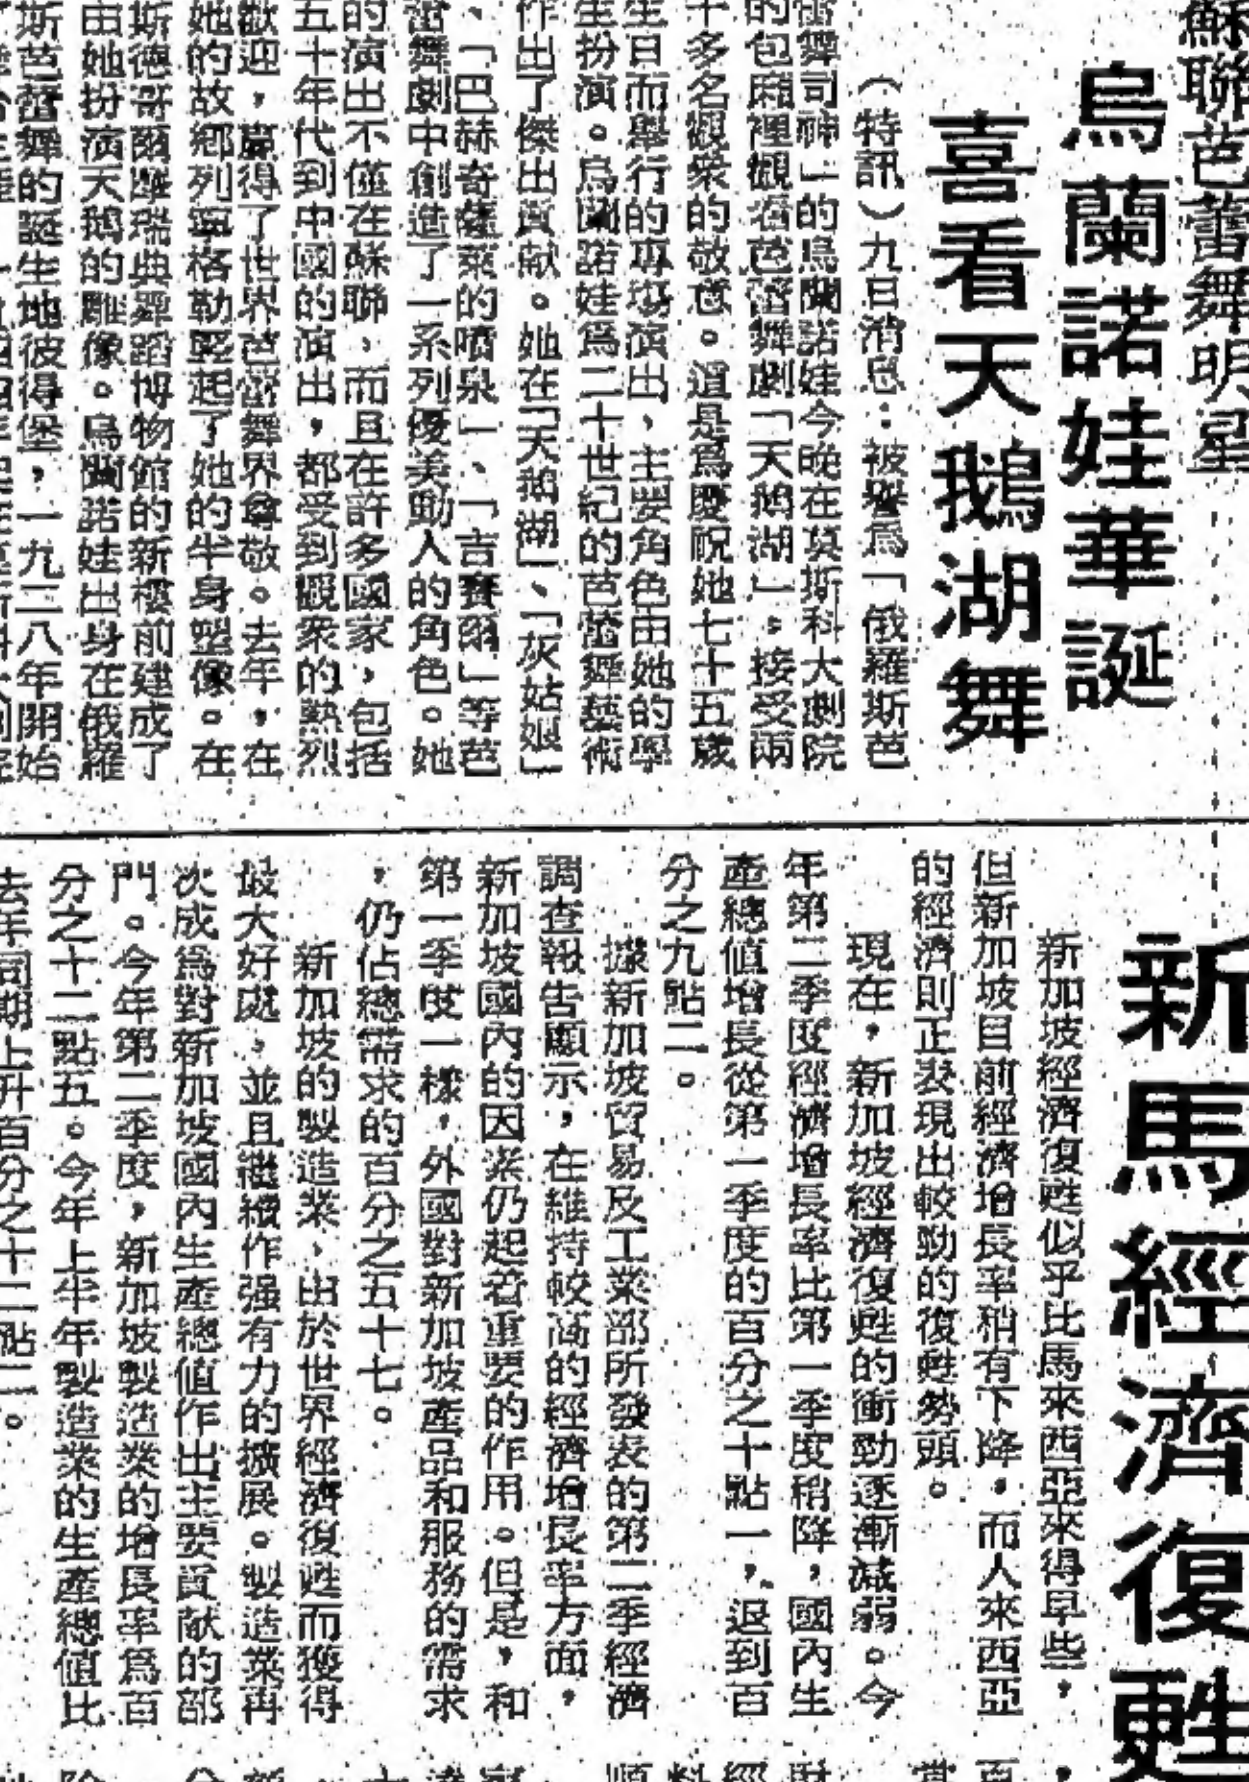 蘇聯芭蕾舞明星
烏蘭諾娃華誕
喜看天鵝湖舞
（特訊）九日消息：被譽爲「俄羅斯芭
蕾舞司神」的烏蘭諾娃今晚在莫斯科大劇院
的包廂裡觀看芭蕾舞劇「天鵝湖」，接受兩
千多名觀衆的敬意。這是爲慶祝她七十五歲
生日而舉行的專場演出，主要角色由她的學
生扮演。烏蘭諾娃爲二十世紀的芭蕾舞藝術
作出了傑出貢献。她在「天鵝湖」、「灰姑娘」
、「巴赫奇薩萊的噴泉」、「吉賽爾」等芭
蕾舞劇中創造了一系列優美動人的角色。她
的演出不僅在蘇聯，而且在許多國家，包括
五十年代到中國的演出，都受到觀衆的熱烈
歡迎，贏得了世界芭蕾舞界尊敬。去年，在
她的故鄉列寧格勒竪起了她的半身塑像。在
斯德哥爾摩瑞典舞蹈博物館的新樓前建成了
由她扮演天鵝的雕像。烏蘭諾娃出身在俄羅
斯芭蕾舞的誕生地彼得堡，一九二八年開始
新馬經濟復甦
新加坡經濟復甦似乎比馬來西亞來得早些，
但新加坡目前經濟增長率稍有下降，而人來西亞
的經濟則正表現出較勁的復甦勢頭。
現在，新加坡經濟復甦的衝勁逐漸減弱。今
年第二季度經濟增長率比第一季度稍降，國內生
產總値增長從第一季度的百分之十點一，退到百
分之九點二。
據新加坡貿易及工業部所發表的第二季經濟
調查報告顯示，在維持較高的經濟增長率方面，
新加坡國內的因素仍起着重要的作用。但是，和
第一季度一樣，外國對新加坡產品和服務的需求
，仍佔總需求的百分之五十七。
新加坡的製造業，由於世界經濟復甦而獲得
最大好處，並且繼續作强有力的擴展。製造業再
次成爲對新加坡國內生產總値作出主要貢献的部
門。今年第二季度，新加坡製造業的增長率爲百
分之十二點五。今年上半年製造業的生產總値比
去年同期上升百分之十二點二。